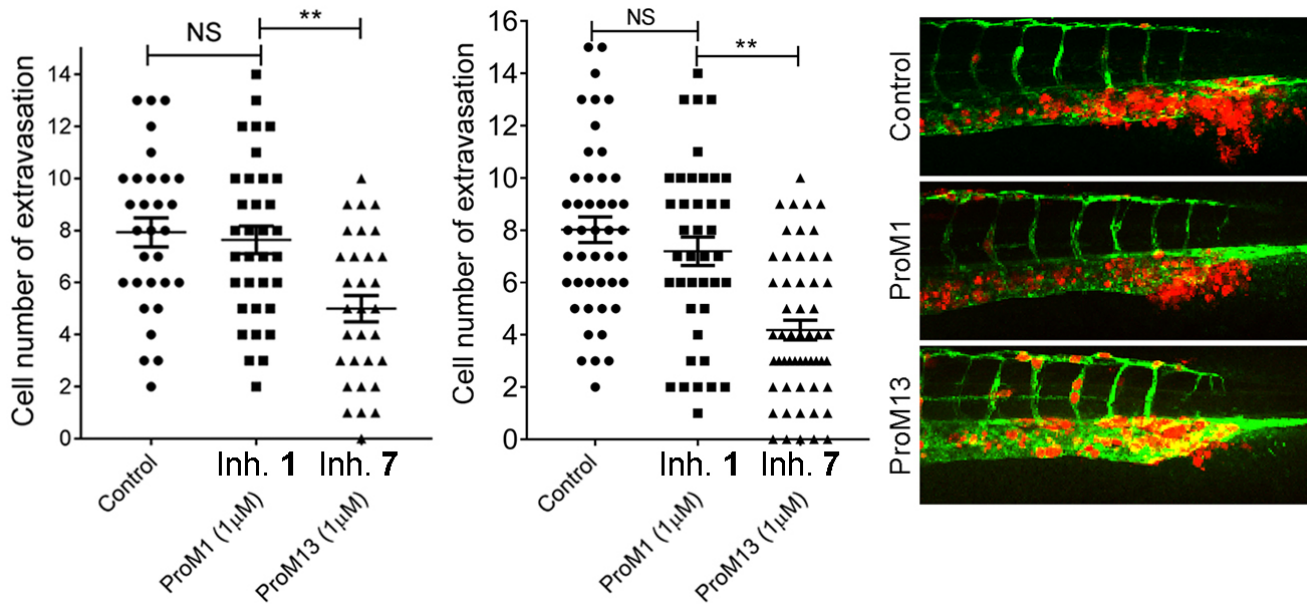 NS
**
Cell number of extravasation
14
12
10
8
6
4
2
0
Control
Inh. 1
Inh. 7
ProM1 (1μM)
ProM13 (1μM)
NS
**
Cell number of extravasation
16
14
12
10
8
6
4
2
0
Control
Inh. 1
Inh. 7
ProM1 (1μM)
ProM13 (1μM)
Control
ProM1
ProM13